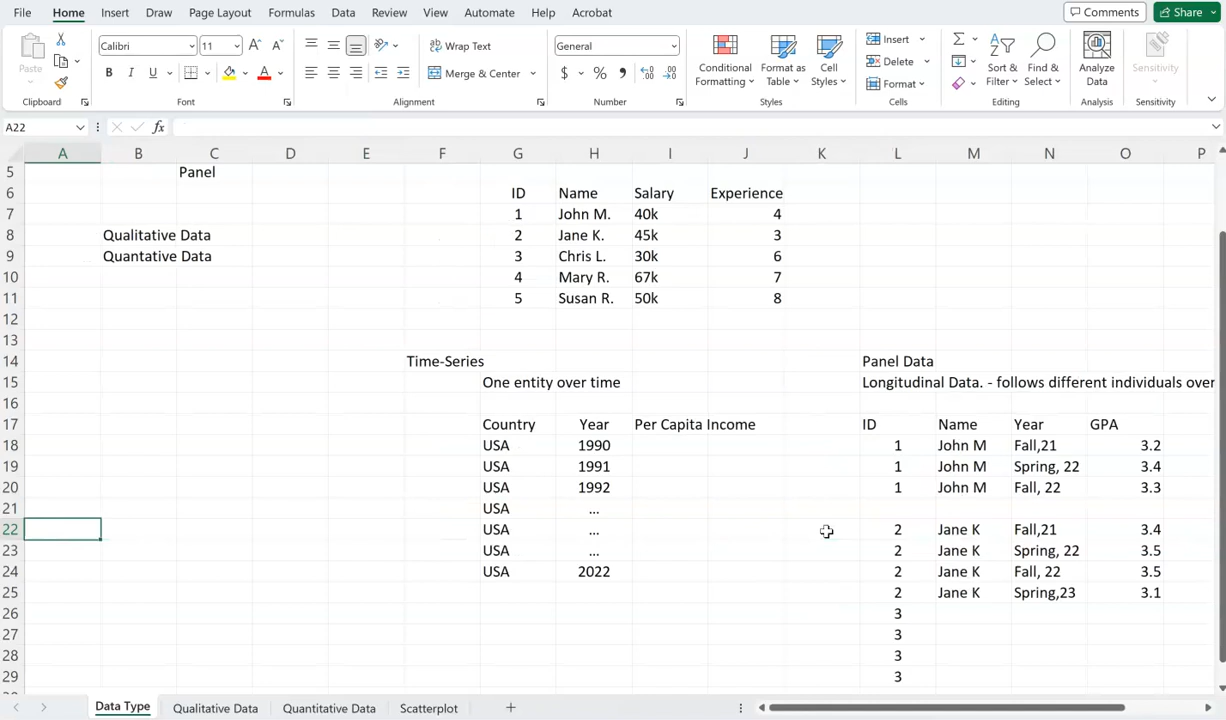 File Home Insert Draw Page Layout Formulas Data Review View Automate Help Acrobat Comments Share
Paste Calibri 11 A A Wrap Text General Conditional Formatting Format as Table Cell Styles Insert Σ Sort & Filter Find & Select Analyze Data Sensitivity
B I U A Merge & Center $ % Delete Format
Clipboard Font Alignment Number Styles Cells Editing Analysis Sensitivity
A22 fx
A B C D E F G H I J K L M N O P
5 Panel
6 ID Name Salary Experience
7 1 John M. 40k 4
8 Qualitative Data 2 Jane K. 45k 3
9 Quantative Data 3 Chris L. 30k 6
10 4 Mary R. 67k 7
11 5 Susan R. 50k 8
12
13
14 Time-Series Panel Data
15 One entity over time Longitudinal Data. - follows different individuals over
16
17 Country Year Per Capita Income ID Name Year GPA
18 USA 1990 1 John M Fall,21 3.2
19 USA 1991 1 John M Spring, 22 3.4
20 USA 1992 1 John M Fall, 22 3.3
21 USA ...
22 USA ... 2 Jane K Fall,21 3.4
23 USA ... 2 Jane K Spring, 22 3.5
24 USA 2022 2 Jane K Fall, 22 3.5
25 2 Jane K Spring,23 3.1
26 3
27 3
28 3
29 3
Data Type Qualitative Data Quantitative Data Scatterplot